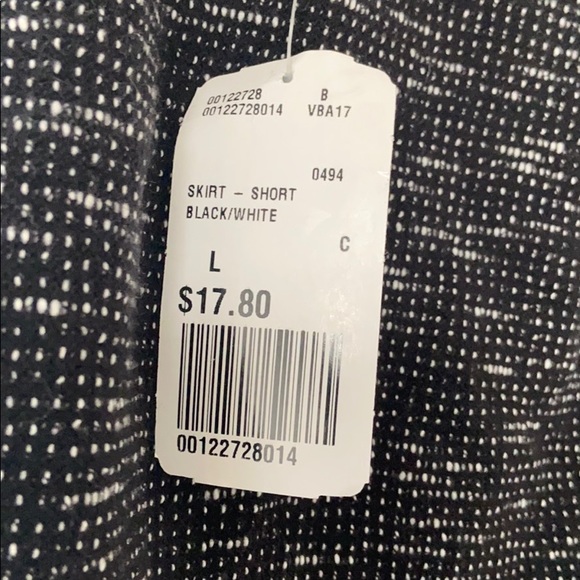 00122728 B
00122728014 VBA17
0494
SKIRT – SHORT
BLACK/WHITE
C
L
$17.80
00122728014